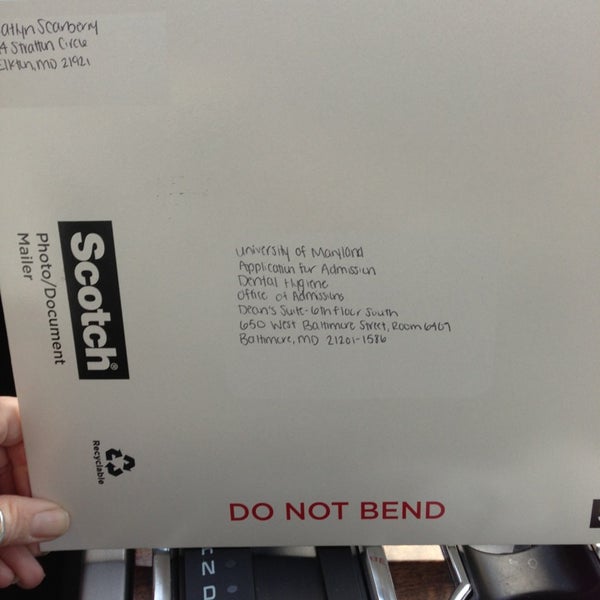 Scarberry
4 Stratton Circle
Elkton, MD 21921
Scotch®
Photo/Document
Mailer
University of Maryland
Application for Admission
Dental Hygiene
Office of Admissions
Dean's Suite-6th floor South
650 West Baltimore Street, Room 6407
Baltimore, MD 21201-1586
Recyclable
DO NOT BEND
N D